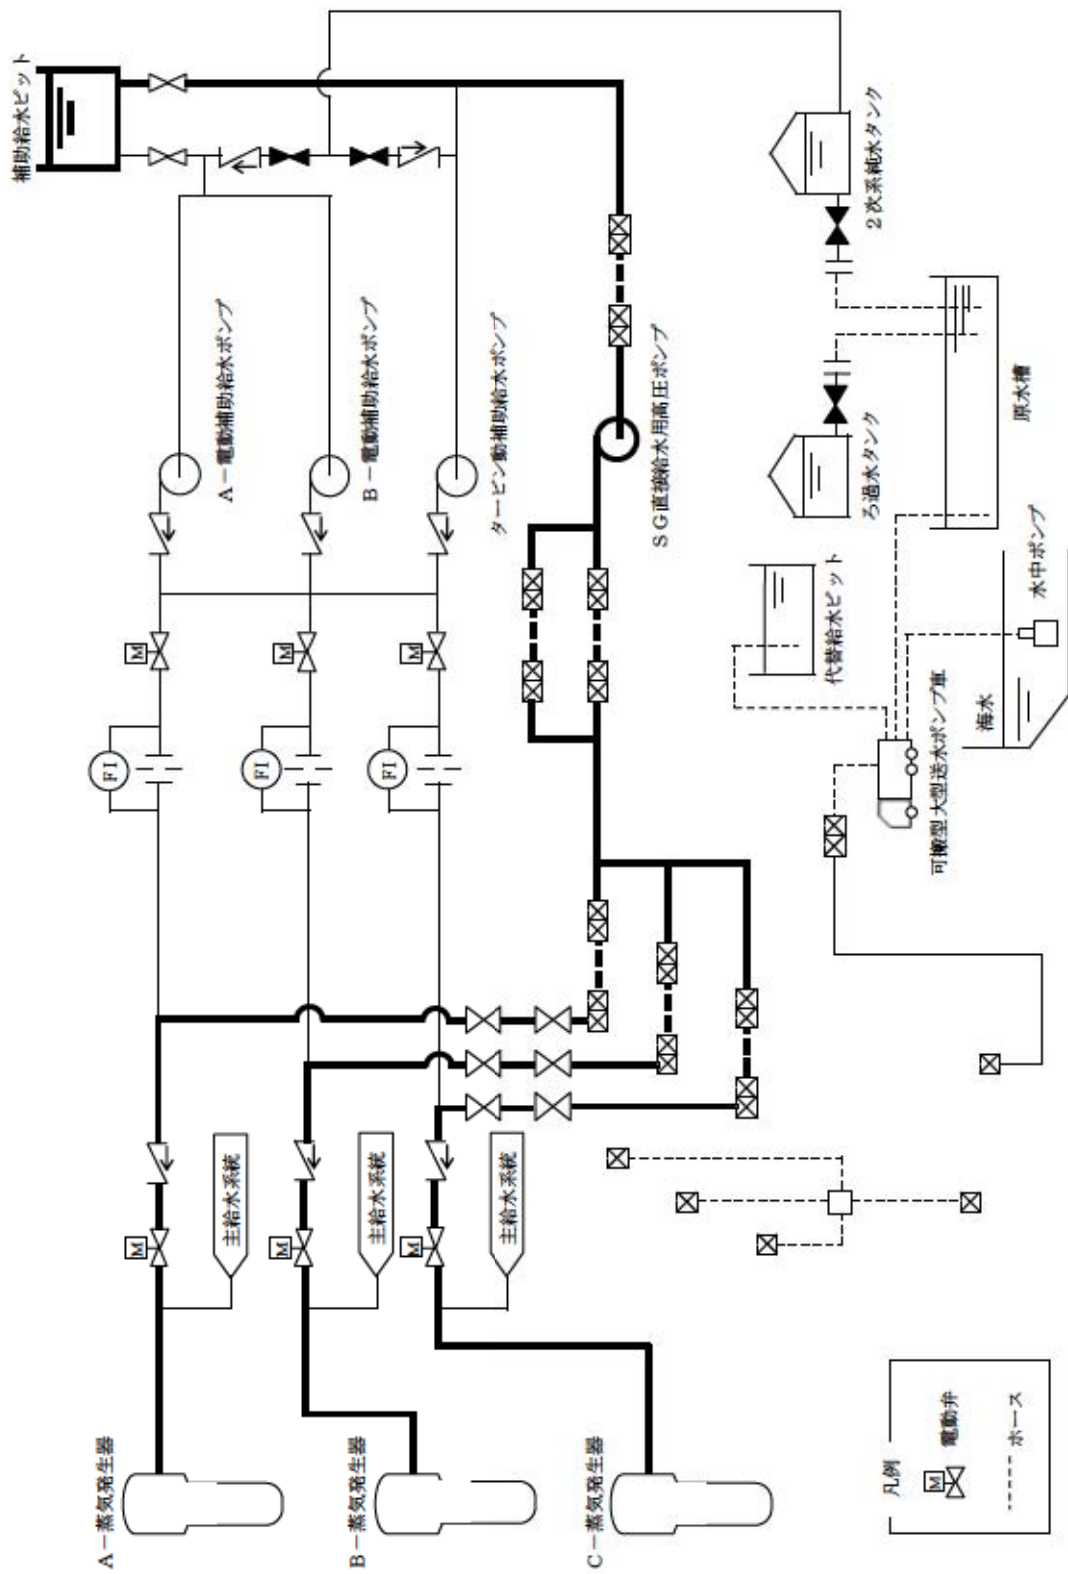 補助給水ピット
2次系純水タンク
A－電動補助給水ポンプ
B－電動補助給水ポンプ
タービン動補助給水ポンプ
SG直接給水用高圧ポンプ
ろ過水タンク
原水槽
代替給水ピット
水中ポンプ
海水
可搬型大型送水ポンプ車
M
M
M
FI
FI
FI
主給水系統
主給水系統
主給水系統
M
M
M
A－蒸気発生器
B－蒸気発生器
C－蒸気発生器
凡例
M
電動弁
ホース